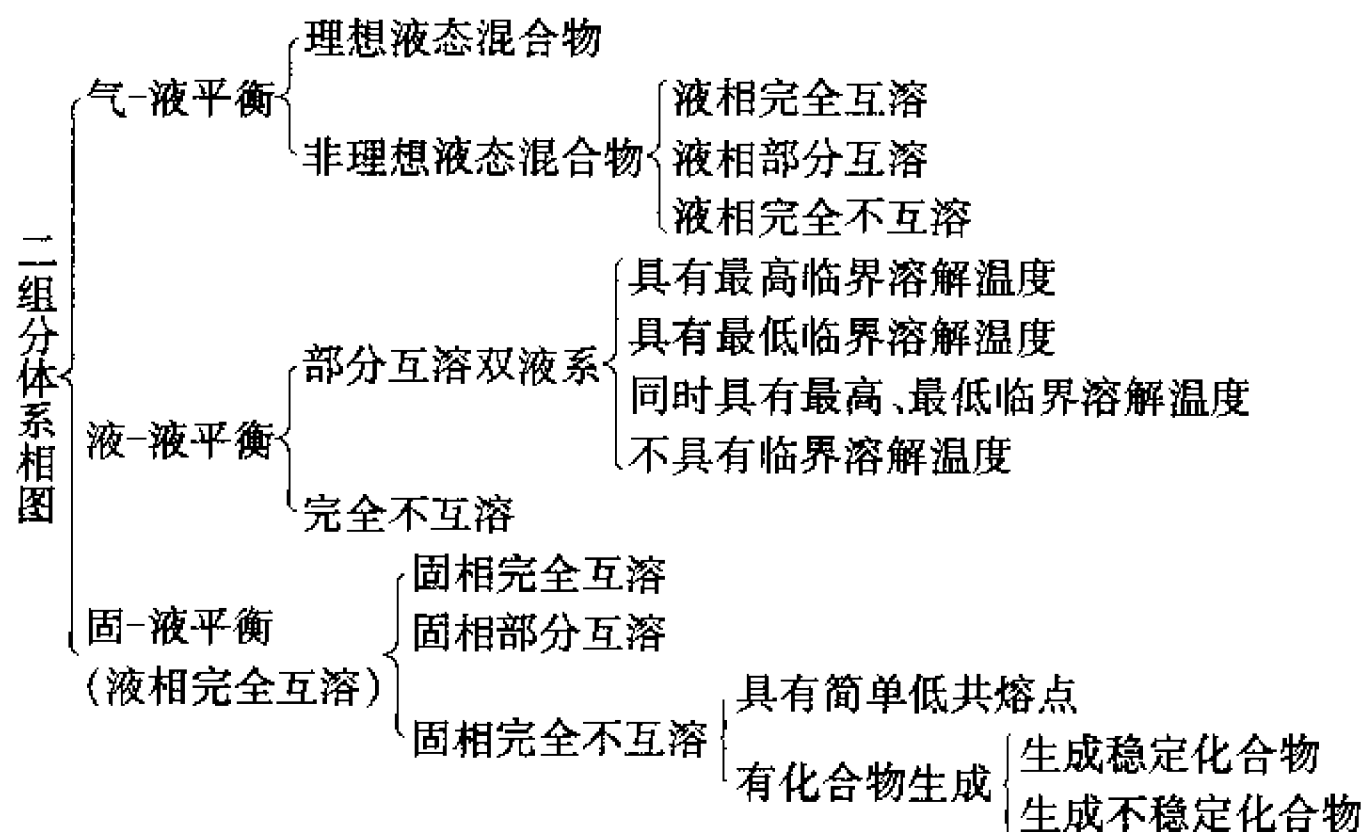 二组分体系相图
气-液平衡
理想液态混合物
非理想液态混合物
液相完全互溶
液相部分互溶
液相完全不互溶
液-液平衡
部分互溶双液系
具有最高临界溶解温度
具有最低临界溶解温度
同时具有最高、最低临界溶解温度
不具有临界溶解温度
完全不互溶
固-液平衡
(液相完全互溶)
固相完全互溶
固相部分互溶
固相完全不互溶
具有简单低共熔点
有化合物生成
生成稳定化合物
生成不稳定化合物